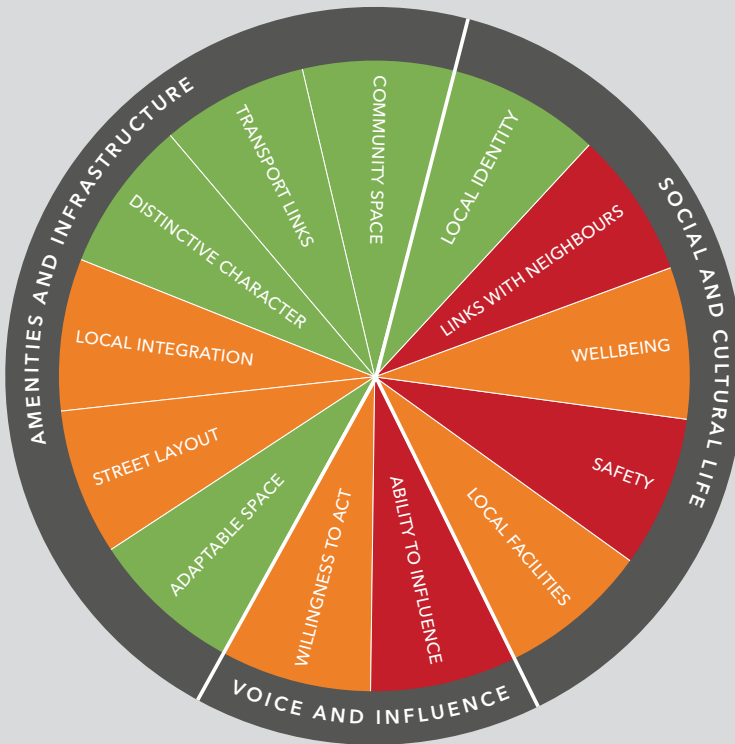 AMENITIES AND INFRASTRUCTURE
COMMUNITY SPACE
TRANSPORT LINKS
DISTINCTIVE CHARACTER
LOCAL INTEGRATION
STREET LAYOUT
ADAPTABLE SPACE
SOCIAL AND CULTURAL LIFE
LOCAL IDENTITY
LINKS WITH NEIGHBOURS
WELLBEING
SAFETY
LOCAL FACILITIES
VOICE AND INFLUENCE
ABILITY TO INFLUENCE
WILLINGNESS TO ACT